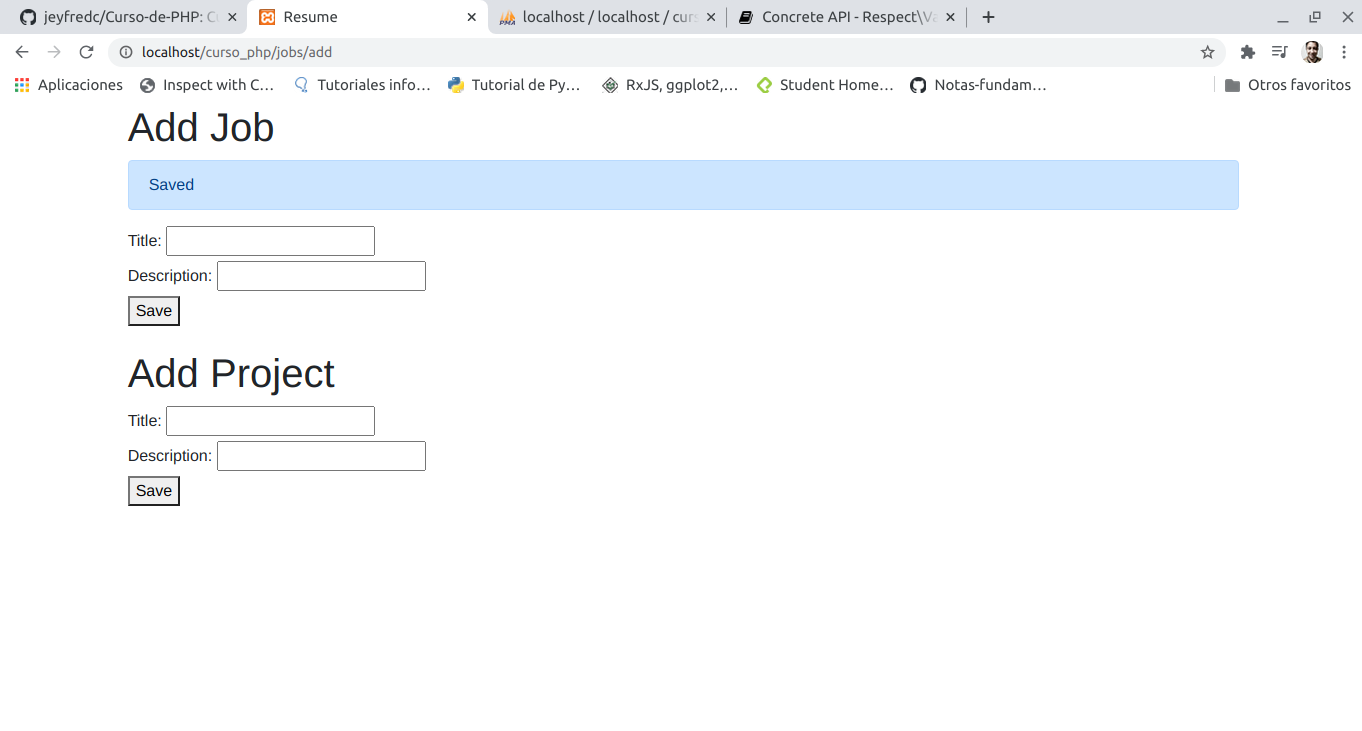 jeyfredc/Curso-de-PHP: C
Resume
localhost / localhost / curs
Concrete API - Respect\Va
localhost/curso_php/jobs/add
Aplicaciones
Inspect with C...
Tutoriales info...
Tutorial de Py...
RxJS, ggplot2,...
Student Home...
Notas-fundam...
Otros favoritos
Add Job
Saved
Title:
Description:
Save
Add Project
Title:
Description:
Save